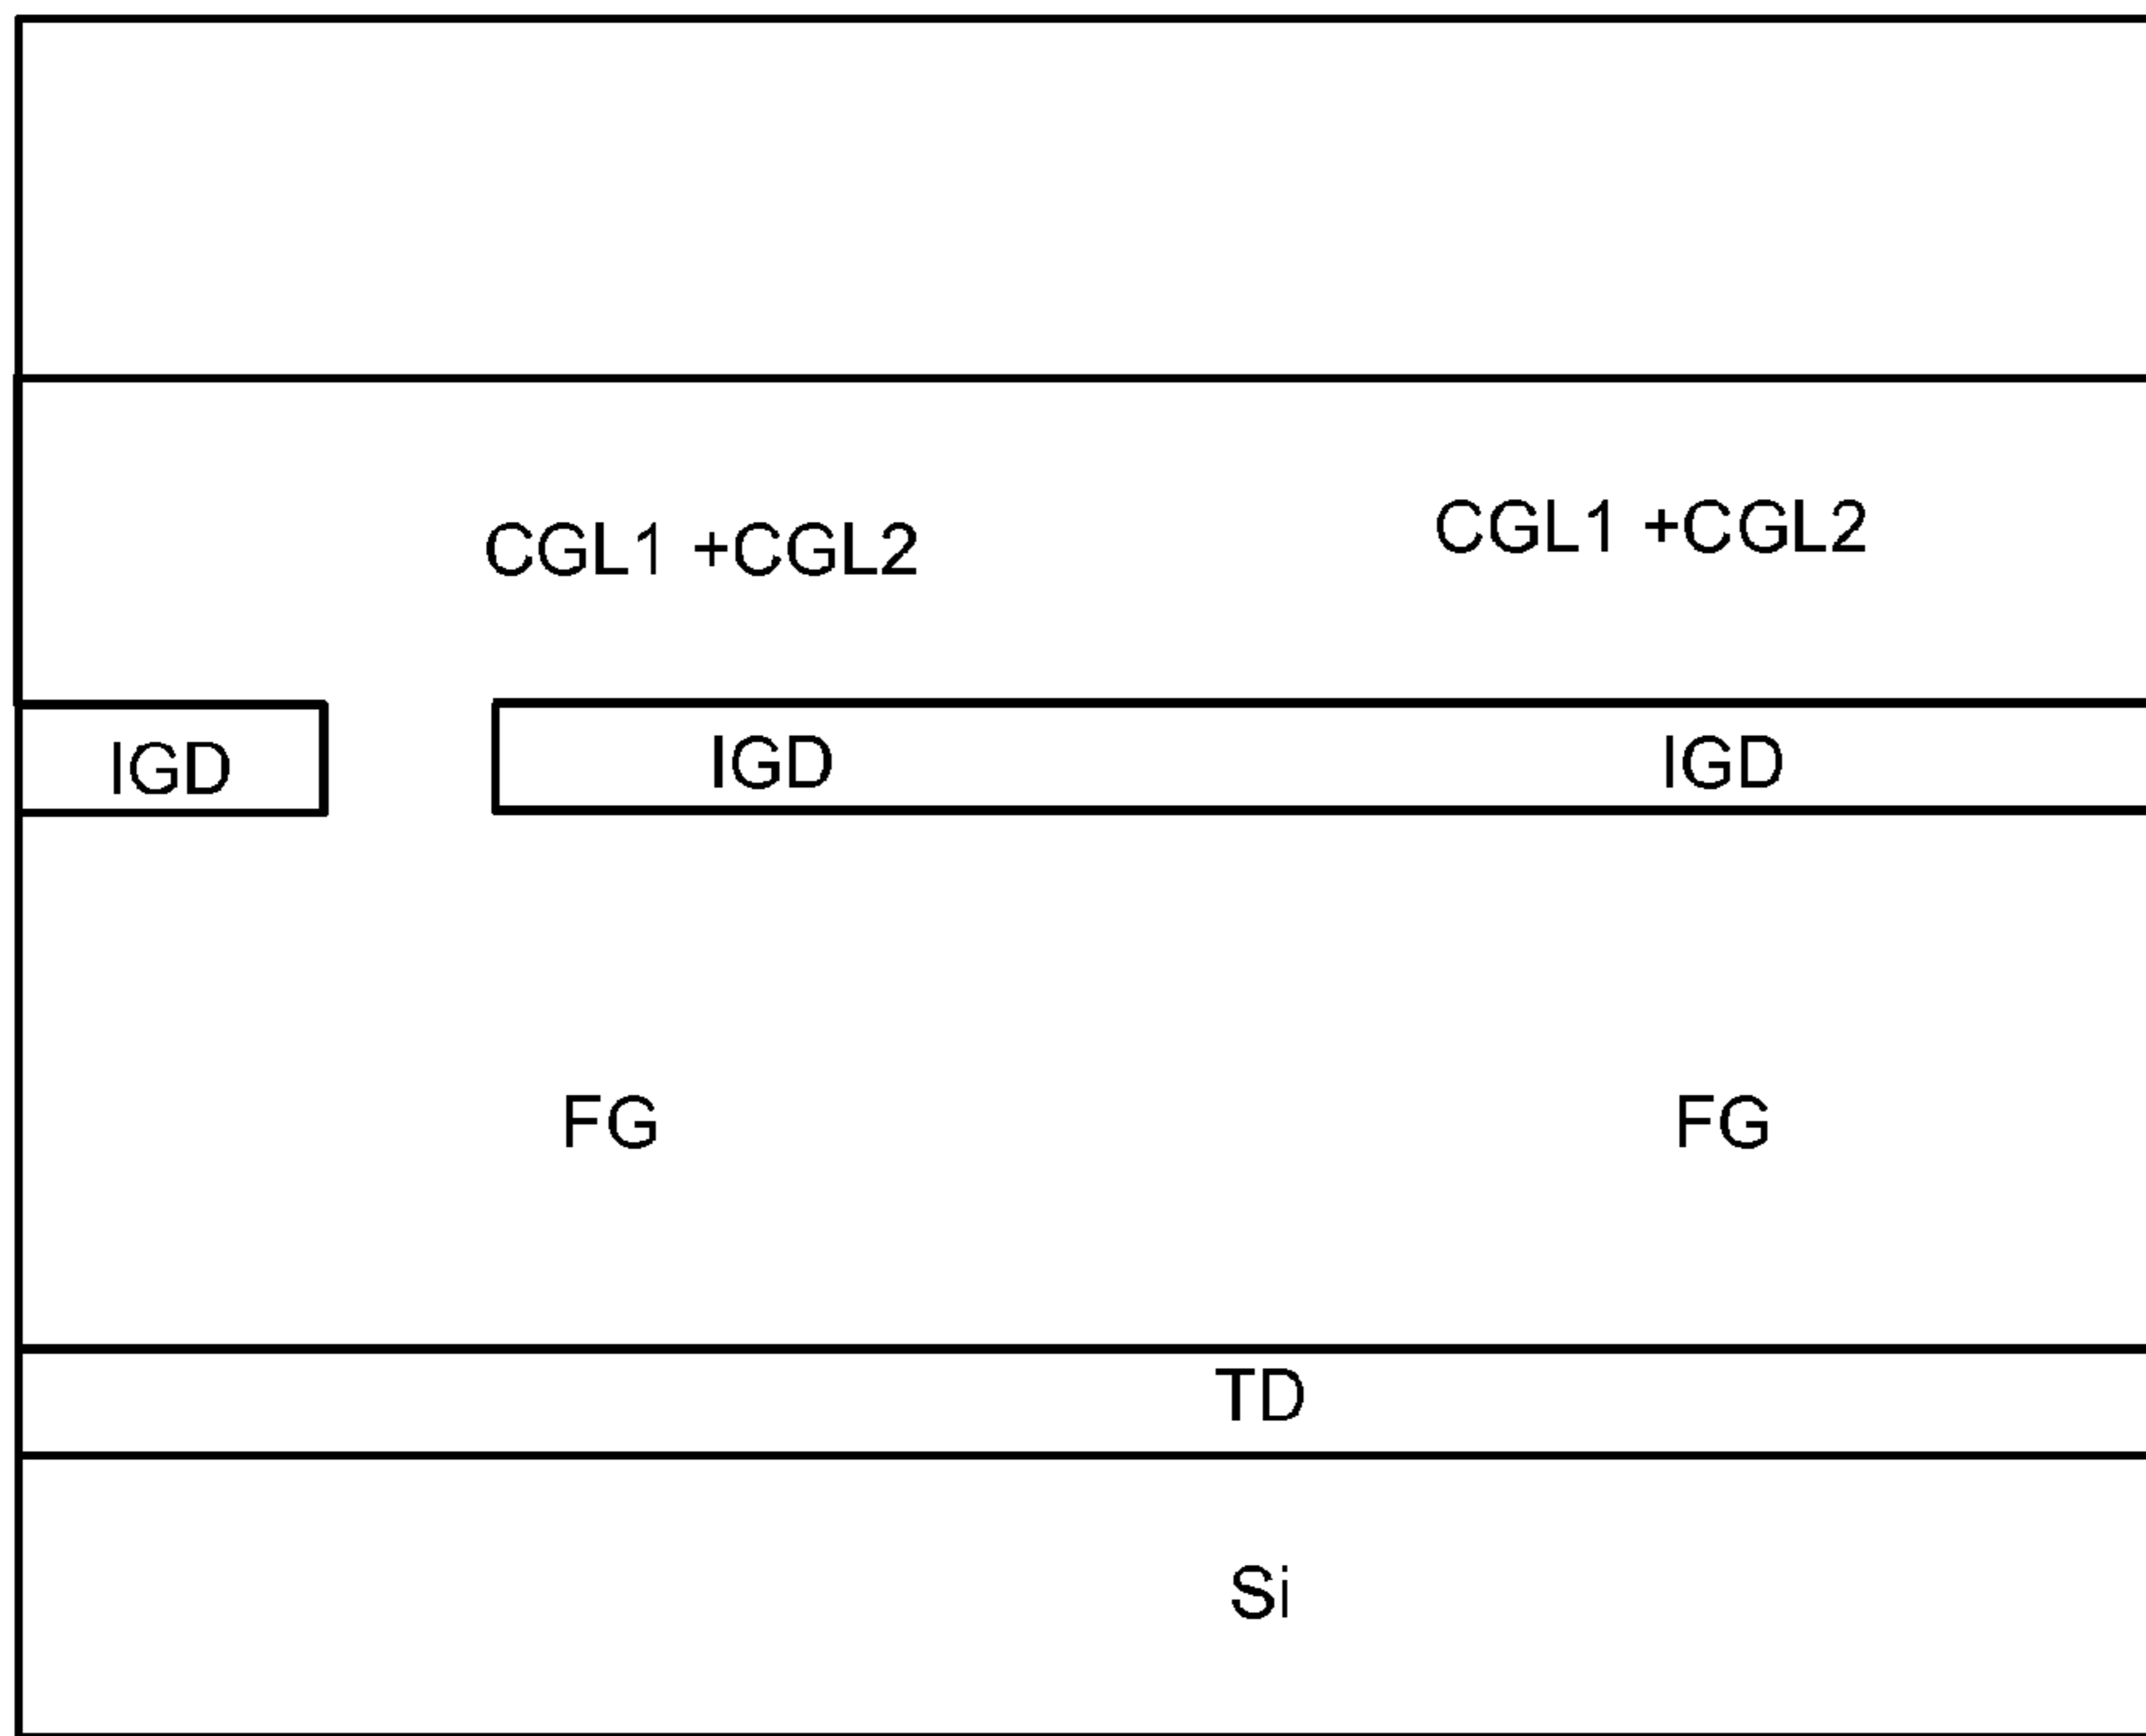 CGL1 +CGL2
CGL1 +CGL2
IGD
IGD
IGD
FG
FG
TD
Si